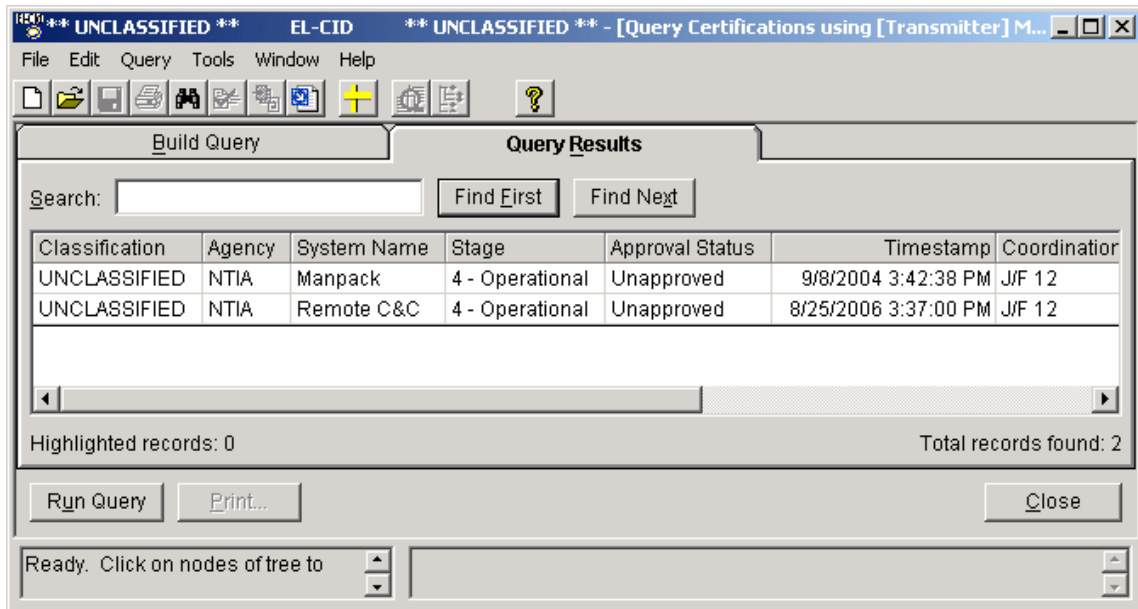 ** UNCLASSIFIED ** EL-CID ** UNCLASSIFIED ** - [Query Certifications using [Transmitter] M...
File Edit Query Tools Window Help
Build Query Query Results
Search: Find First Find Next
Classification Agency System Name Stage Approval Status Timestamp Coordination
UNCLASSIFIED NTIA Manpack 4 - Operational Unapproved 9/8/2004 3:42:38 PM J/F 12
UNCLASSIFIED NTIA Remote C&C 4 - Operational Unapproved 8/25/2006 3:37:00 PM J/F 12
Highlighted records: 0 Total records found: 2
Run Query Print... Close
Ready. Click on nodes of tree to